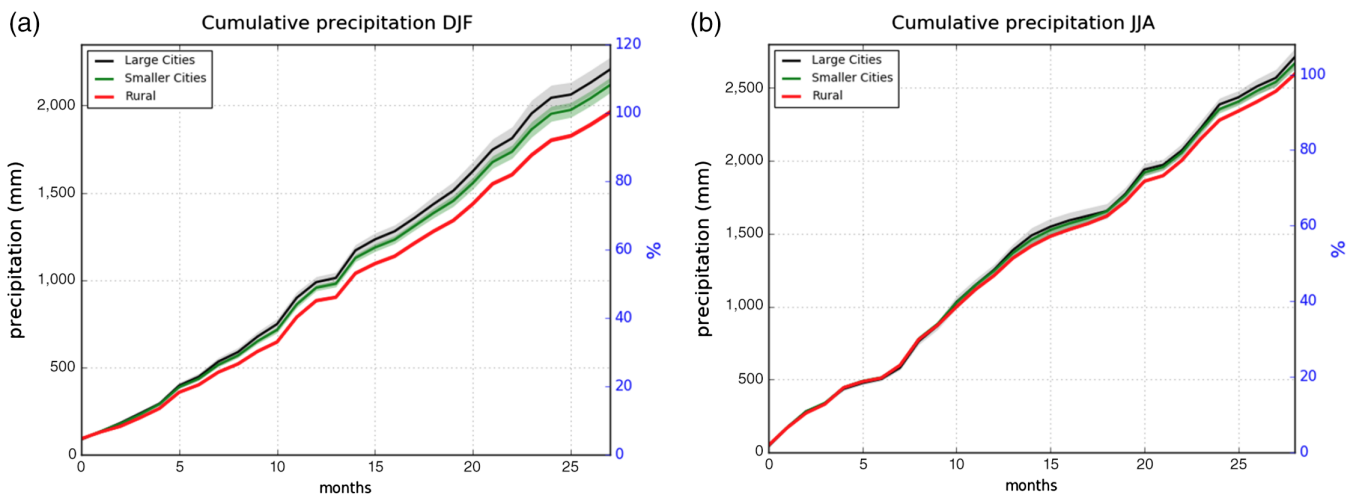 (a)
Cumulative precipitation DJF
Large Cities
Smaller Cities
Rural
precipitation (mm)
2,000
1,500
1,000
500
0
0 5 10 15 20 25
months
120
100
80
60
40
20
0
%
(b)
Cumulative precipitation JJA
Large Cities
Smaller Cities
Rural
precipitation (mm)
2,500
2,000
1,500
1,000
500
0
0 5 10 15 20 25
months
100
80
60
40
20
0
%